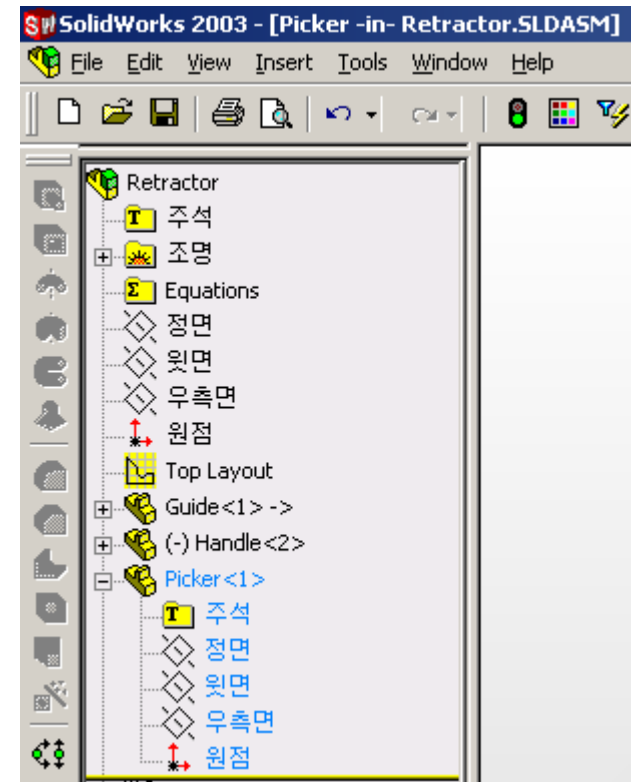 SolidWorks 2003 - [Picker -in- Retractor.SLDASM]
File Edit View Insert Tools Window Help
Retractor
주석
조명
Equations
정면
윗면
우측면
원점
Top Layout
Guide<1> ->
(-) Handle<2>
Picker<1>
주석
정면
윗면
우측면
원점